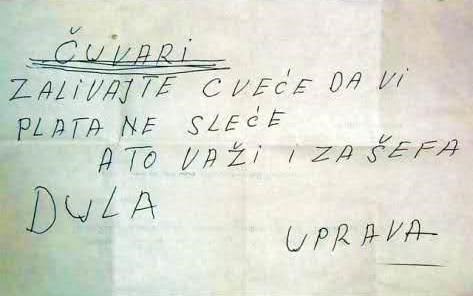 ČUVARI
ZALIVAJTE CVEĆE DA VI
PLATA NE SLEĆE
A TO VAŽI I ZA ŠEFA
DULA
UPRAVA